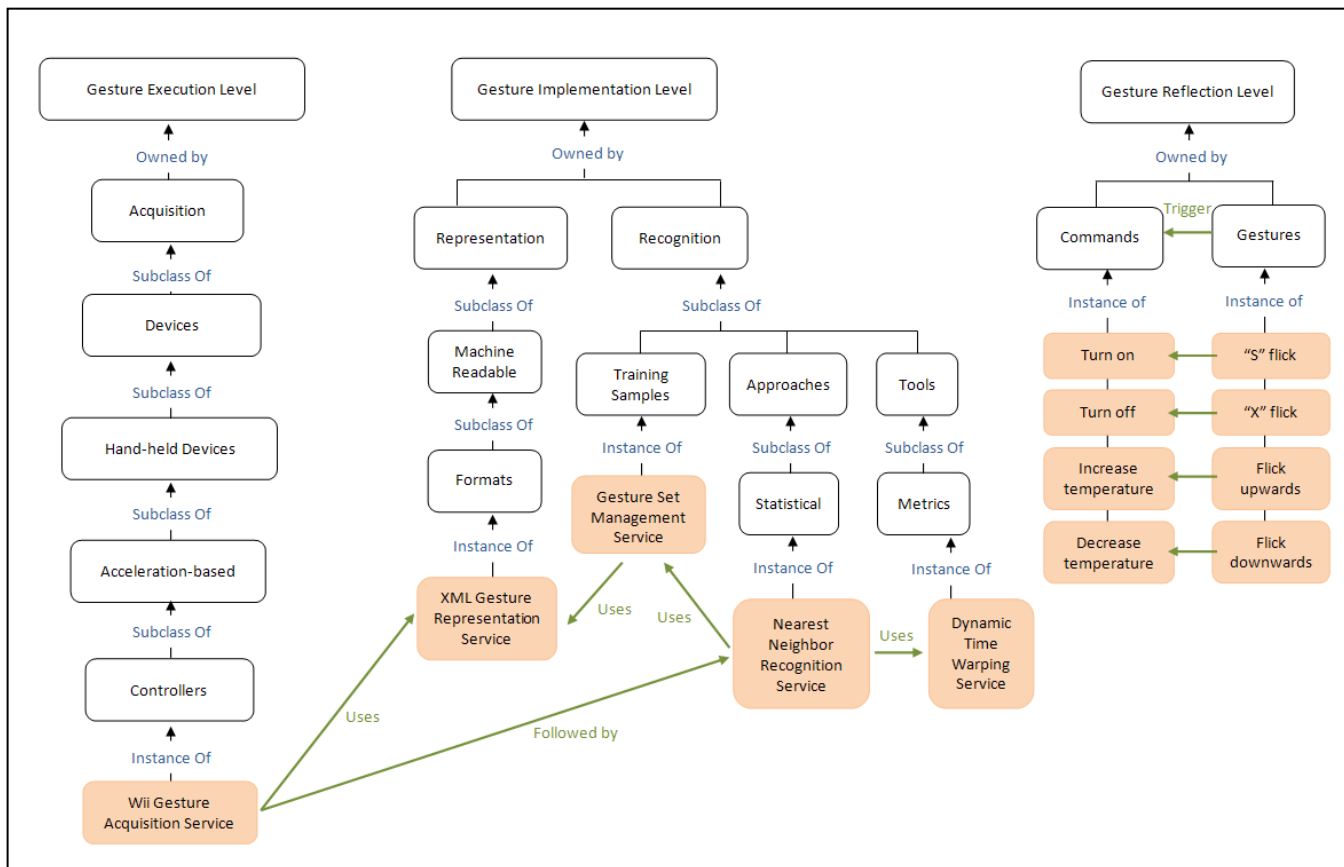 Gesture Execution Level
Owned by
Acquisition
Subclass Of
Devices
Subclass Of
Hand-held Devices
Subclass Of
Acceleration-based
Subclass Of
Controllers
Instance Of
Wii Gesture
Acquisition Service
Uses
Followed by
Gesture Implementation Level
Owned by
Representation
Recognition
Subclass Of
Subclass Of
Machine
Readable
Subclass Of
Formats
Instance Of
XML Gesture
Representation
Service
Training
Samples
Instance Of
Gesture Set
Management
Service
Uses
Uses
Approaches
Subclass Of
Statistical
Instance Of
Nearest
Neighbor
Recognition
Service
Uses
Tools
Subclass Of
Metrics
Instance Of
Dynamic
Time
Warping
Service
Gesture Reflection Level
Owned by
Trigger
Commands
Gestures
Instance of
Instance of
Turn on
“S” flick
Turn off
“X” flick
Increase
temperature
Flick
upwards
Decrease
temperature
Flick
downwards